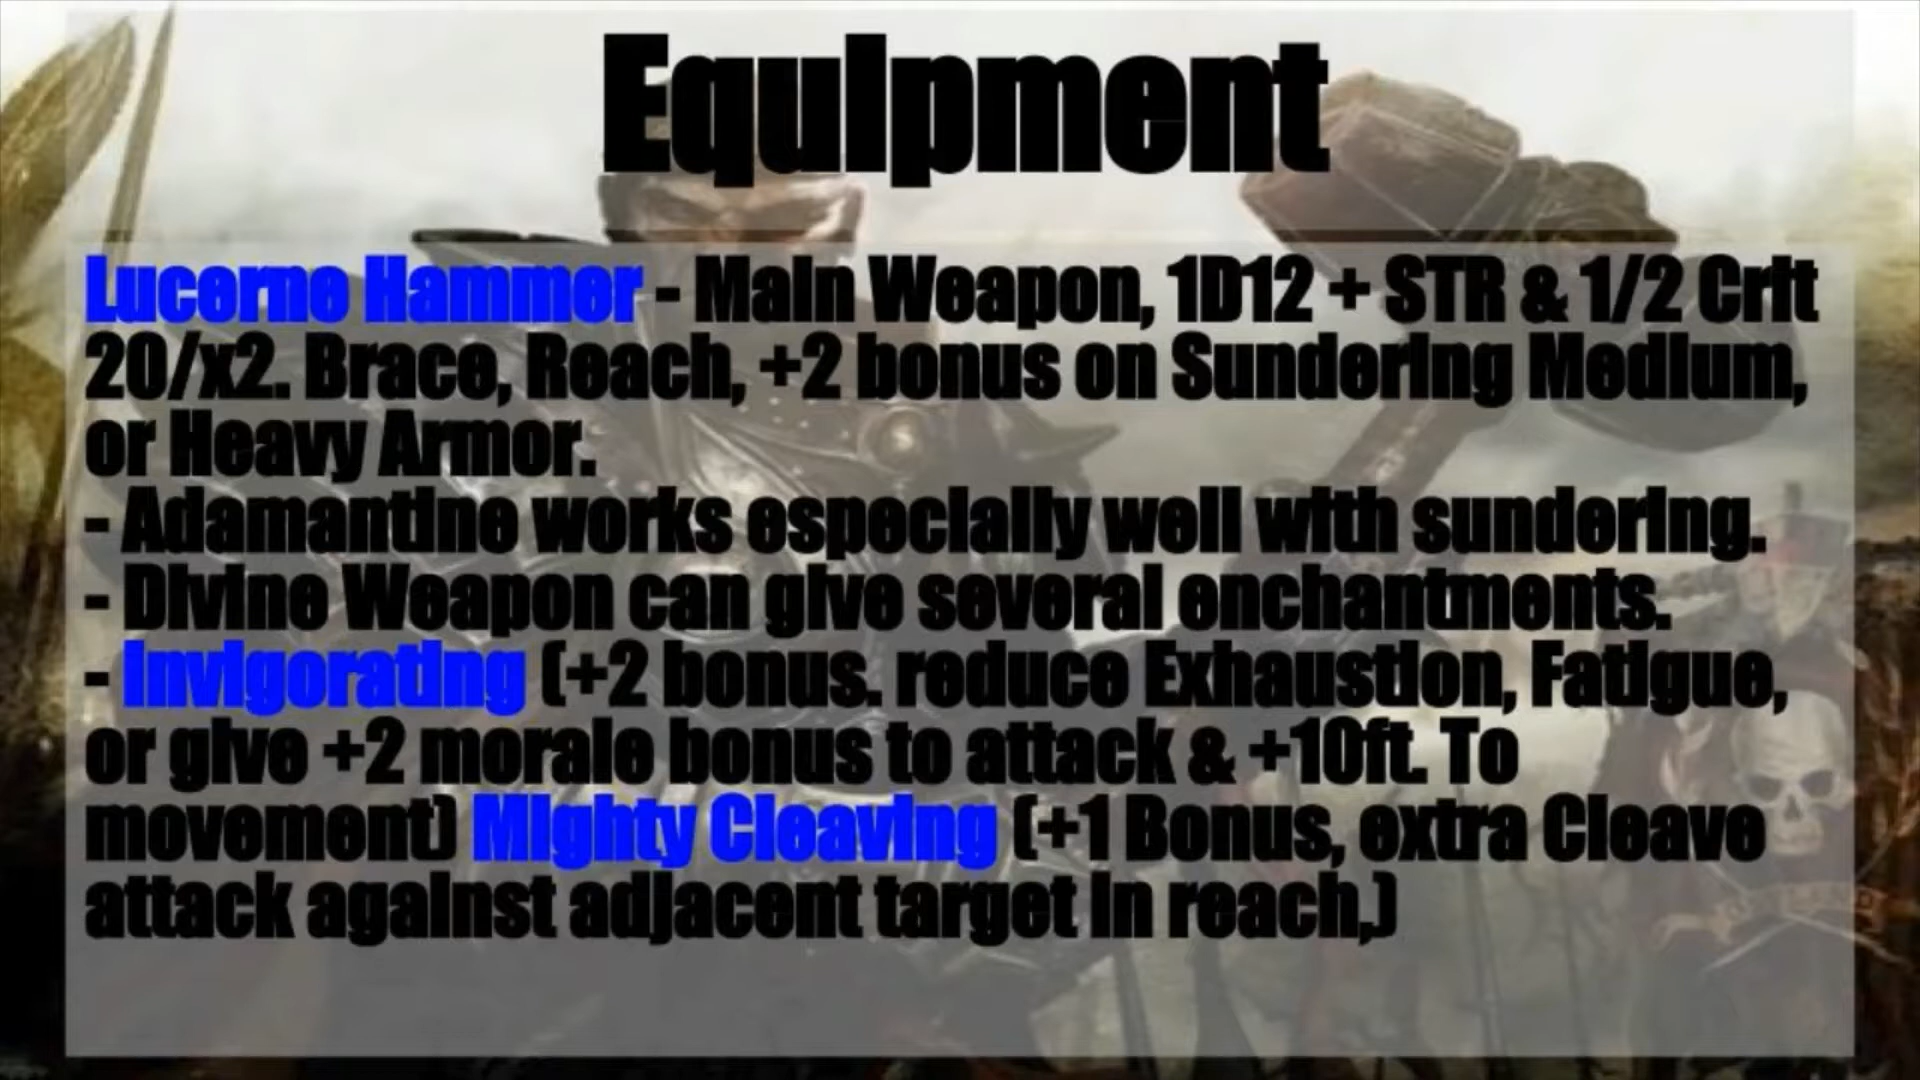 Equipment
Lucerne Hammer - Main Weapon, 1D12 + STR & 1/2 Crit
20/x2. Brace, Reach, +2 bonus on Sundering Medium,
or Heavy Armor.
- Adamantine works especially well with sundering.
- Divine Weapon can give several enchantments.
- Invigorating (+2 bonus. reduce Exhaustion, Fatigue,
or give +2 morale bonus to attack & +10ft. To
movement) Mighty Cleaving (+1 Bonus, extra Cleave
attack against adjacent target in reach,)